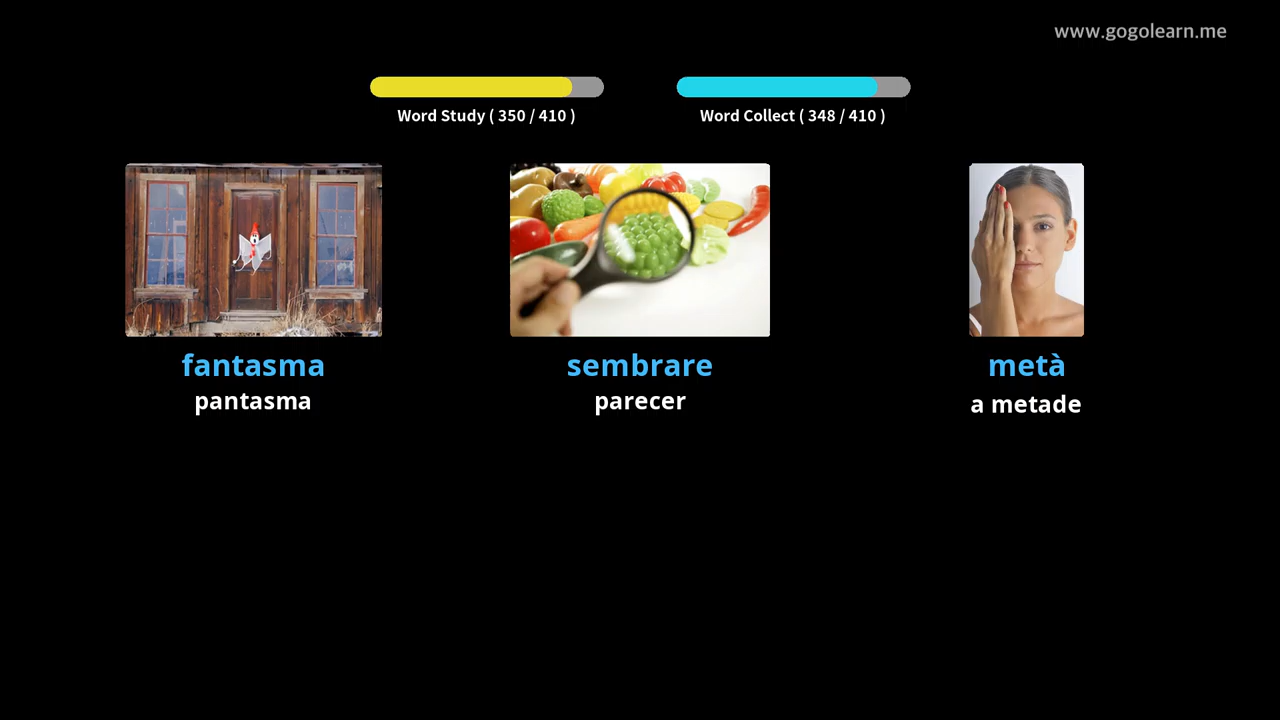 www.gogolearn.me
Word Study ( 350 / 410 )
Word Collect ( 348 / 410 )
fantasma
pantasma
sembrare
parecer
metà
a metade